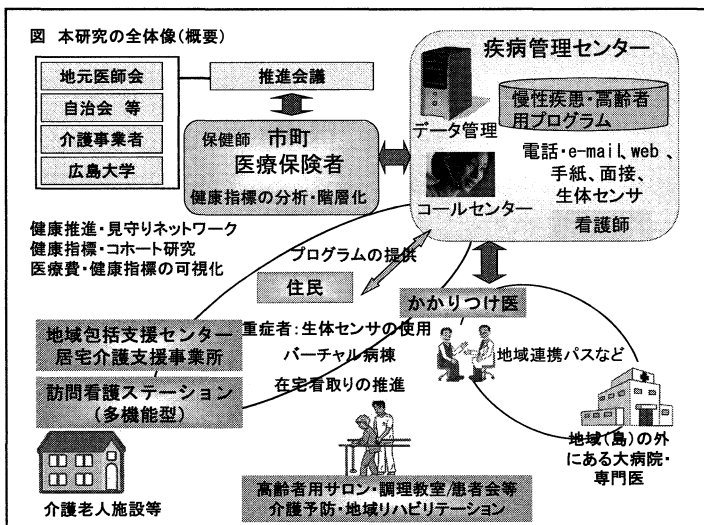 図 本研究の全体像(概要)
地元医師会
自治会 等
介護事業者
広島大学
推進会議
保健師 市町
医療保険者
健康指標の分析・階層化
疾病管理センター
データ管理
慢性疾患・高齢者
用プログラム
コールセンター
電話・e-mail、web、
手紙、面接、
生体センサ
看護師
健康推進・見守りネットワーク
健康指標・コホート研究
医療費・健康指標の可視化
プログラムの提供
住民
かかりつけ医
地域包括支援センター
居宅介護支援事業所
重症者:生体センサの使用
バーチャル病棟
在宅看取りの推進
地域連携パスなど
訪問看護ステーション
(多機能型)
地域(島)の外
にある大病院・
専門医
介護老人施設等
高齢者用サロン・調理教室/患者会等
介護予防・地域リハビリテーション